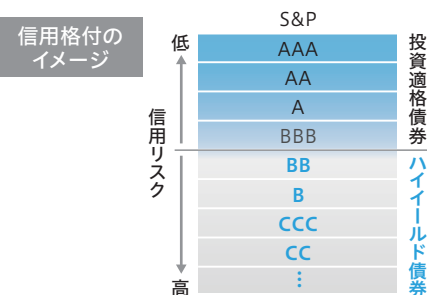 信用格付の
イメージ
S&P
低
信用リスク
高
AAA
AA
A
BBB
BB
B
CCC
CC
⋮
投資適格債券
ハイイールド債券